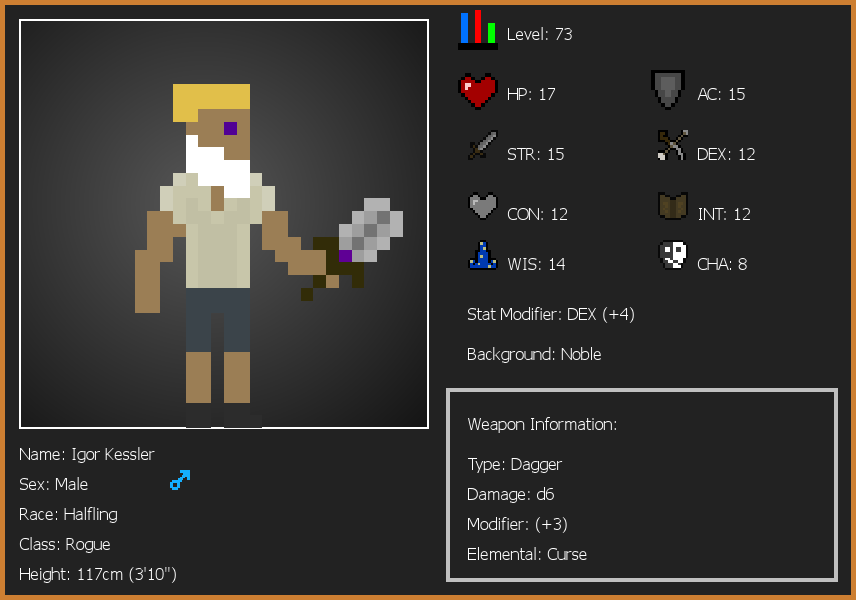 Level: 73
HP: 17
AC: 15
STR: 15
DEX: 12
CON: 12
INT: 12
WIS: 14
CHA: 8
Stat Modifier: DEX (+4)
Background: Noble
Weapon Information:
Type: Dagger
Damage: d6
Modifier: (+3)
Elemental: Curse
Name: Igor Kessler
Sex: Male
Race: Halfling
Class: Rogue
Height: 117cm (3'10")